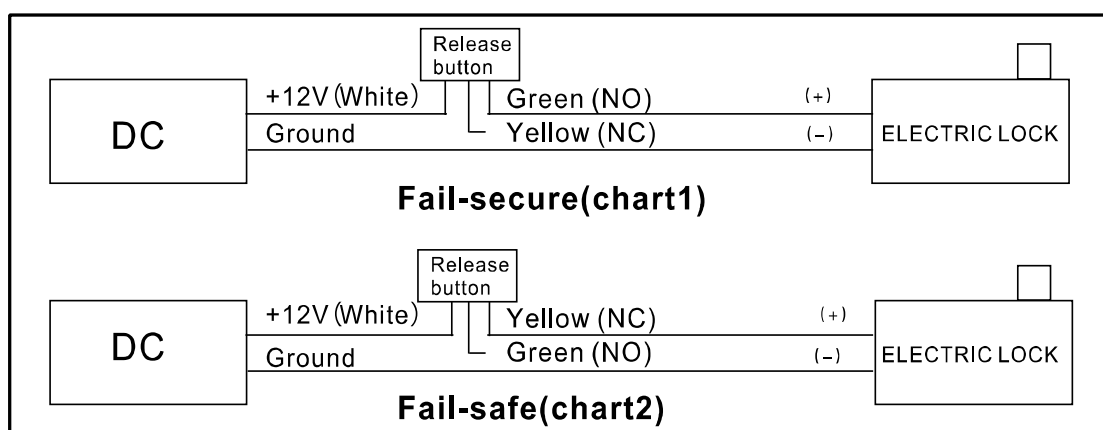 Release
button
+12V (White)
Green (NO)
(+)
DC
Ground
Yellow (NC)
(-)
ELECTRIC LOCK
Fail-secure(chart1)
Release
button
+12V (White)
Yellow (NC)
(+)
DC
Ground
Green (NO)
(-)
ELECTRIC LOCK
Fail-safe(chart2)